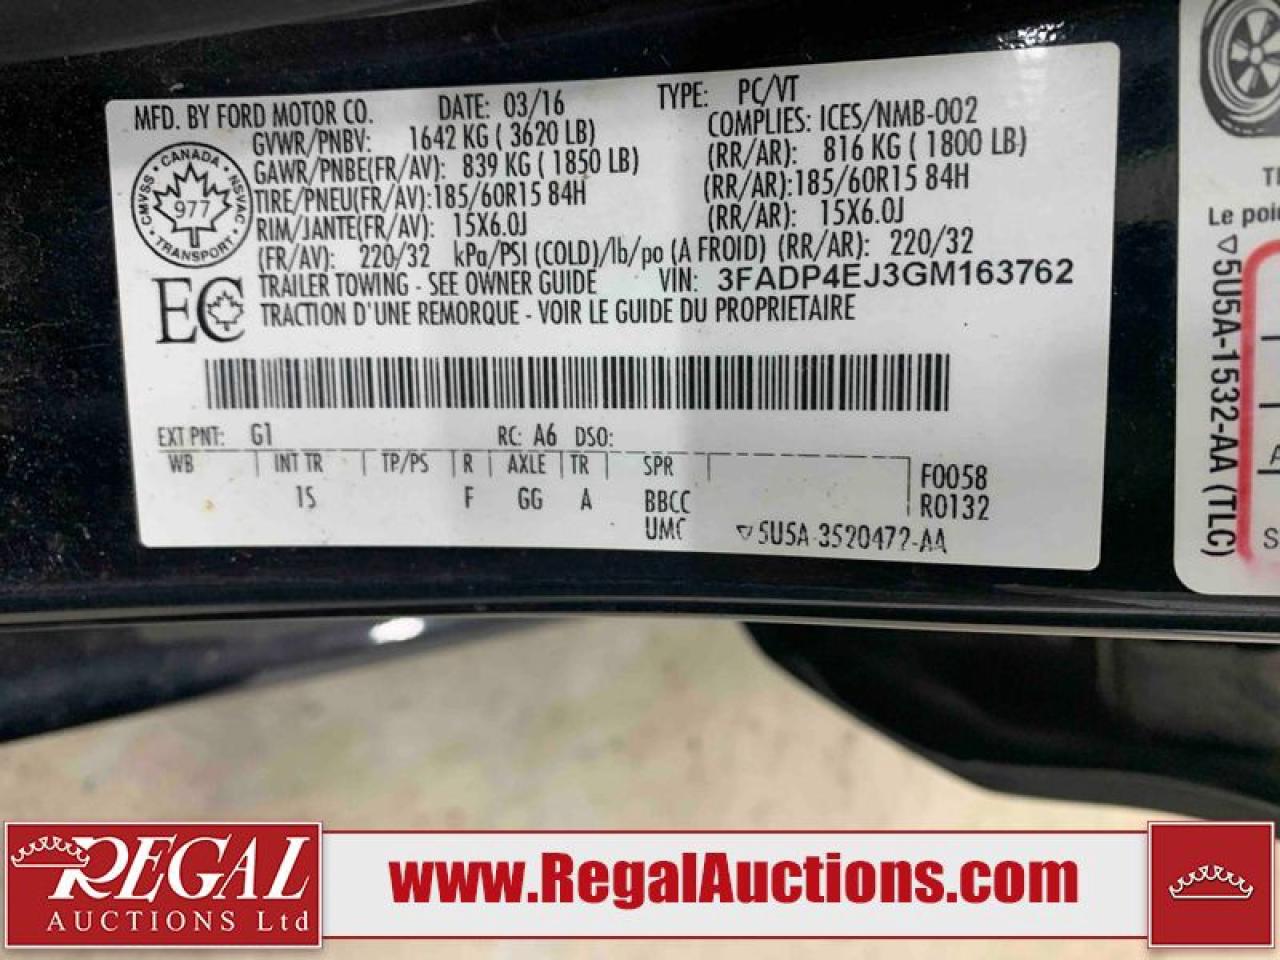 MFD. BY FORD MOTOR CO. DATE: 03/16 TYPE: PC/VT
GVWR/PNBV: 1642 KG ( 3620 LB) COMPLIES: ICES/NMB-002
GAWR/PNBE(FR/AV): 839 KG ( 1850 LB) (RR/AR): 816 KG ( 1800 LB)
TIRE/PNEU(FR/AV):185/60R15 84H (RR/AR):185/60R15 84H
RIM/JANTE(FR/AV): 15X6.0J (RR/AR): 15X6.0J
(FR/AV): 220/32 kPa/PSI (COLD)/lb/po (A FROID) (RR/AR): 220/32
TRAILER TOWING - SEE OWNER GUIDE VIN: 3FADP4EJ3GM163762
TRACTION D'UNE REMORQUE - VOIR LE GUIDE DU PROPRIETAIRE
CANADA
CMVSS • NSVAC
977
TRANSPORT
EC
EXT PNT: G1 RC: A6 DSO:
WB INT TR TP/PS R AXLE TR SPR F0058
1S F GG A BBCC R0132
UMC ▽5U5A-3520472-AA
Le poi
▽5U5A-1532-AA (TLC)
REGAL
AUCTIONS Ltd
www.RegalAuctions.com